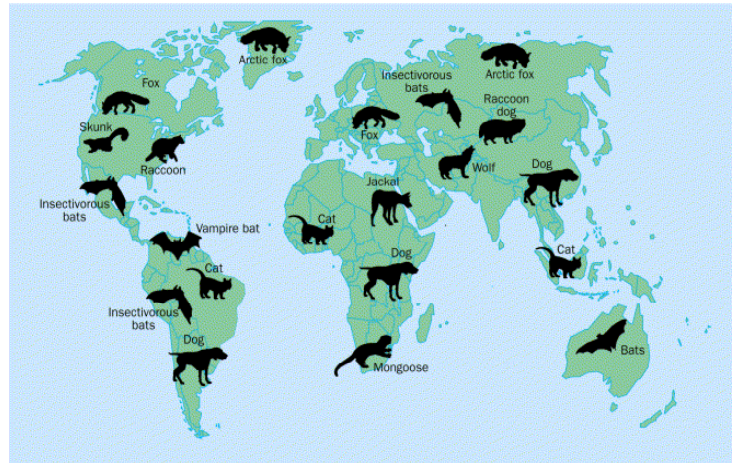 Arctic fox
Arctic fox
Insectivorous
bats
Fox
Raccoon
dog
Skunk
Fox
Raccoon
Wolf
Dog
Jackal
Insectivorous
bats
Cat
Vampire bat
Dog
Cat
Cat
Insectivorous
bats
Dog
Mongoose
Bats